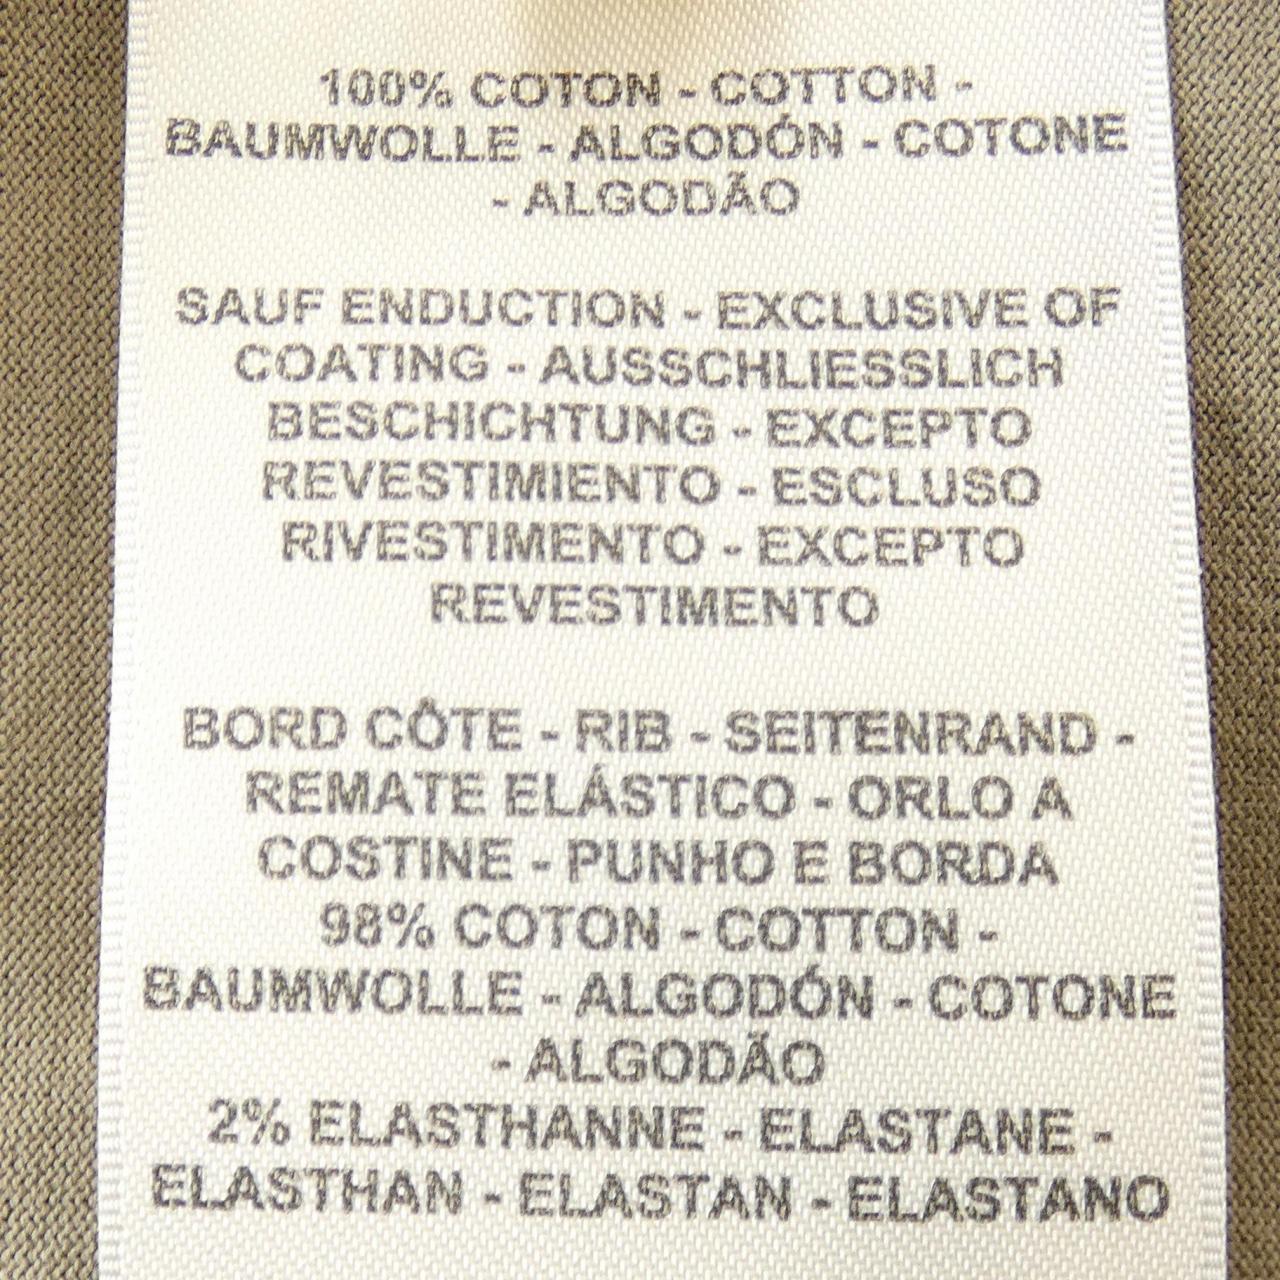 100% COTON - COTTON -
BAUMWOLLE - ALGODÓN - COTONE
- ALGODÃO
SAUF ENDUCTION - EXCLUSIVE OF
COATING - AUSSCHLIESSLICH
BESCHICHTUNG - EXCEPTO
REVESTIMIENTO - ESCLUSO
RIVESTIMENTO - EXCEPTO
REVESTIMENTO
BORD CÔTE - RIB - SEITENRAND -
REMATE ELÁSTICO - ORLO A
COSTINE - PUNHO E BORDA
98% COTON - COTTON -
BAUMWOLLE - ALGODÓN - COTONE
- ALGODÃO
2% ELASTHANNE - ELASTANE -
ELASTHAN - ELASTAN - ELASTANO